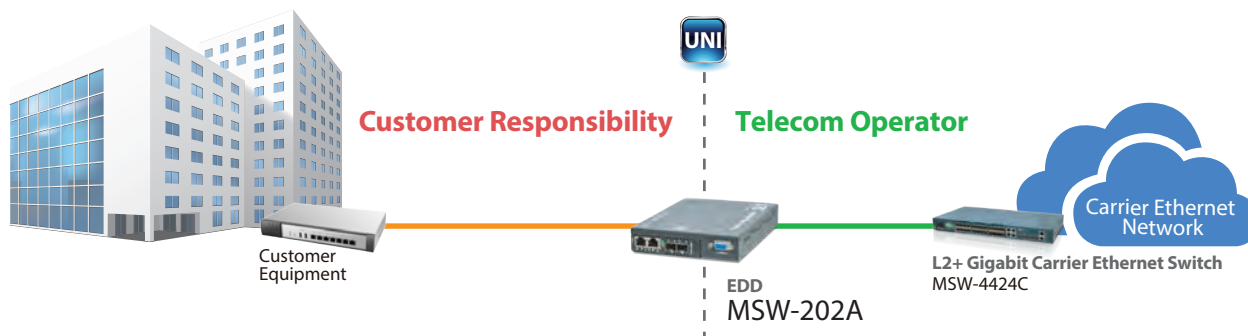 UNI
Customer Responsibility
Telecom Operator
Carrier Ethernet
Network
Customer
Equipment
L2+ Gigabit Carrier Ethernet Switch
MSW-4424C
EDD
MSW-202A